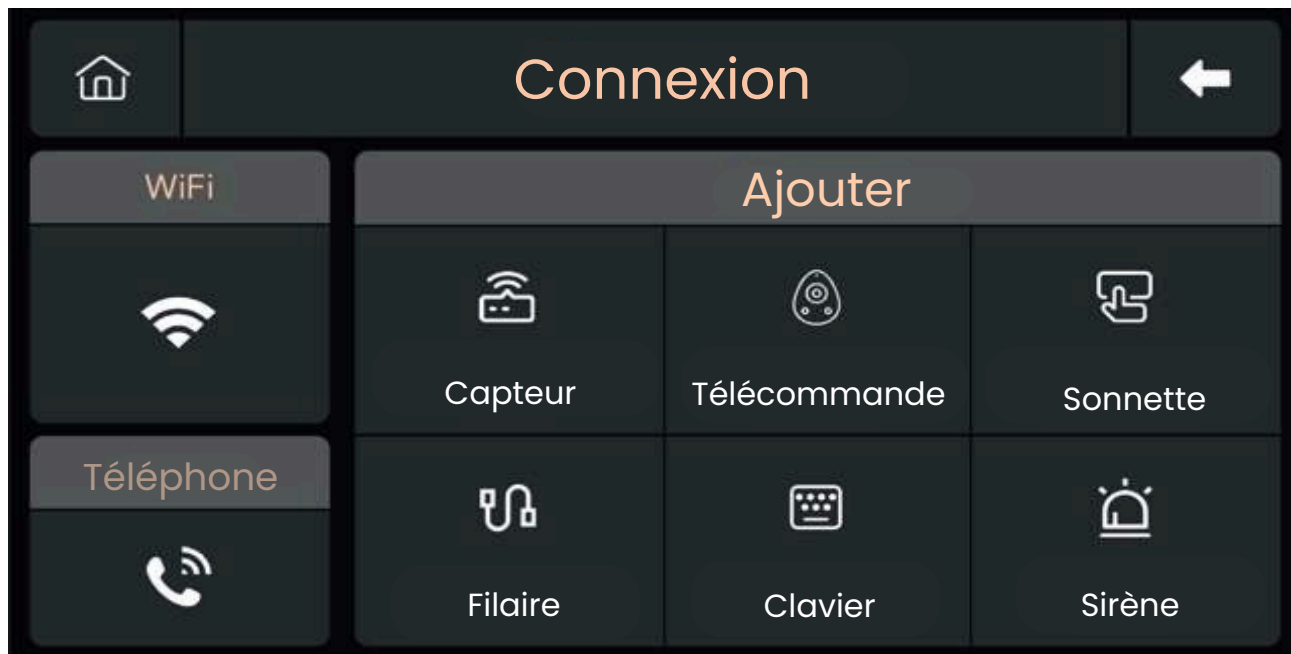 Connexion
WiFi
Ajouter
Capteur
Télécommande
Sonnette
Téléphone
Filaire
Clavier
Sirène